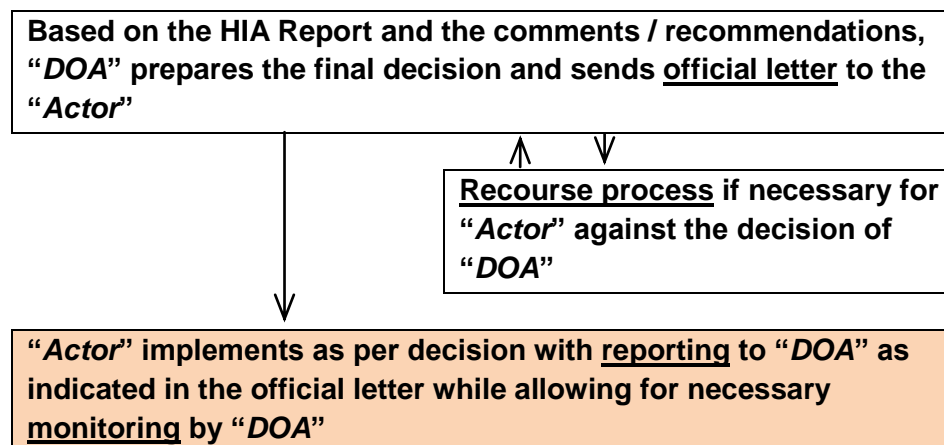 Based on the HIA Report and the comments / recommendations,
“DOA” prepares the final decision and sends official letter to the
“Actor”
Recourse process if necessary for
“Actor” against the decision of
“DOA”
“Actor” implements as per decision with reporting to “DOA” as
indicated in the official letter while allowing for necessary
monitoring by “DOA”